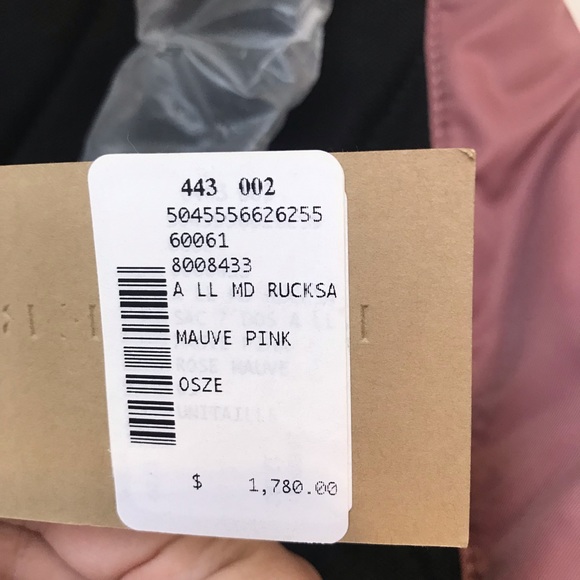 443 002
5045556626255
60061
8008433
A LL MD RUCKSA
MAUVE PINK
OSZE
$ 1,780.00